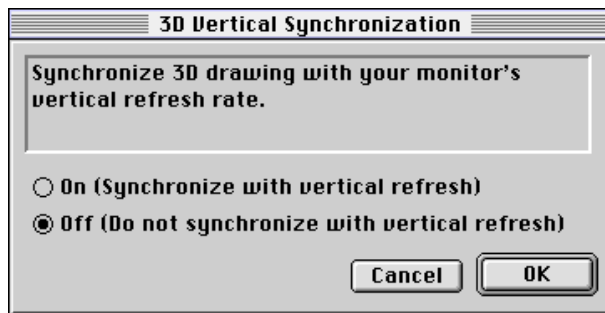 3D Vertical Synchronization
Synchronize 3D drawing with your monitor's
vertical refresh rate.
On (Synchronize with vertical refresh)
Off (Do not synchronize with vertical refresh)
Cancel OK